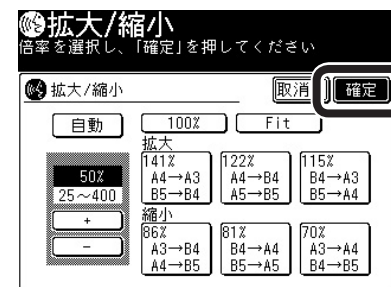 拡大/縮小
倍率を選択し、「確定」を押してください
拡大/縮小
取消
確定
自動
100%
Fit
拡大
50%
25～400
+
-
141%
A4→A3
B5→B4
122%
A4→B4
A5→B5
115%
B4→A3
B5→A4
縮小
86%
A3→B4
A4→B5
81%
B4→A4
B5→A5
70%
A3→A4
B4→B5